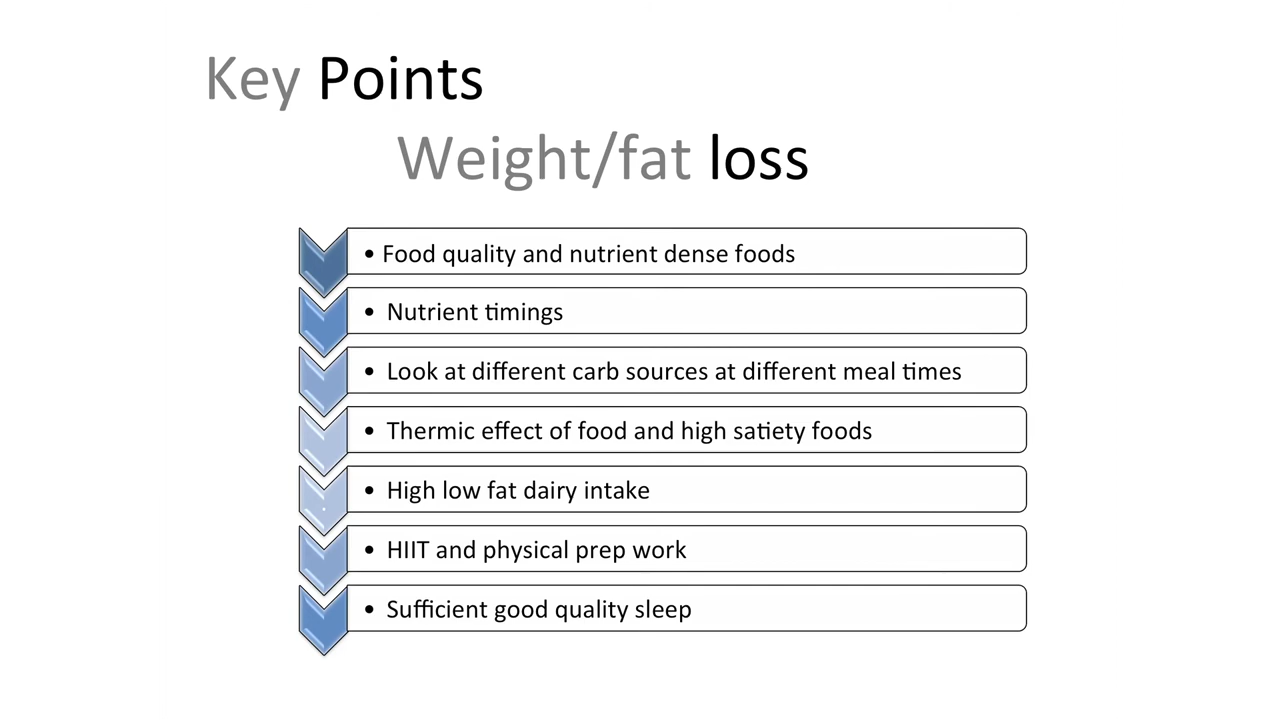 Key Points
Weight/fat loss
• Food quality and nutrient dense foods
• Nutrient timings
• Look at different carb sources at different meal times
• Thermic effect of food and high satiety foods
• High low fat dairy intake
• HIIT and physical prep work
• Sufficient good quality sleep